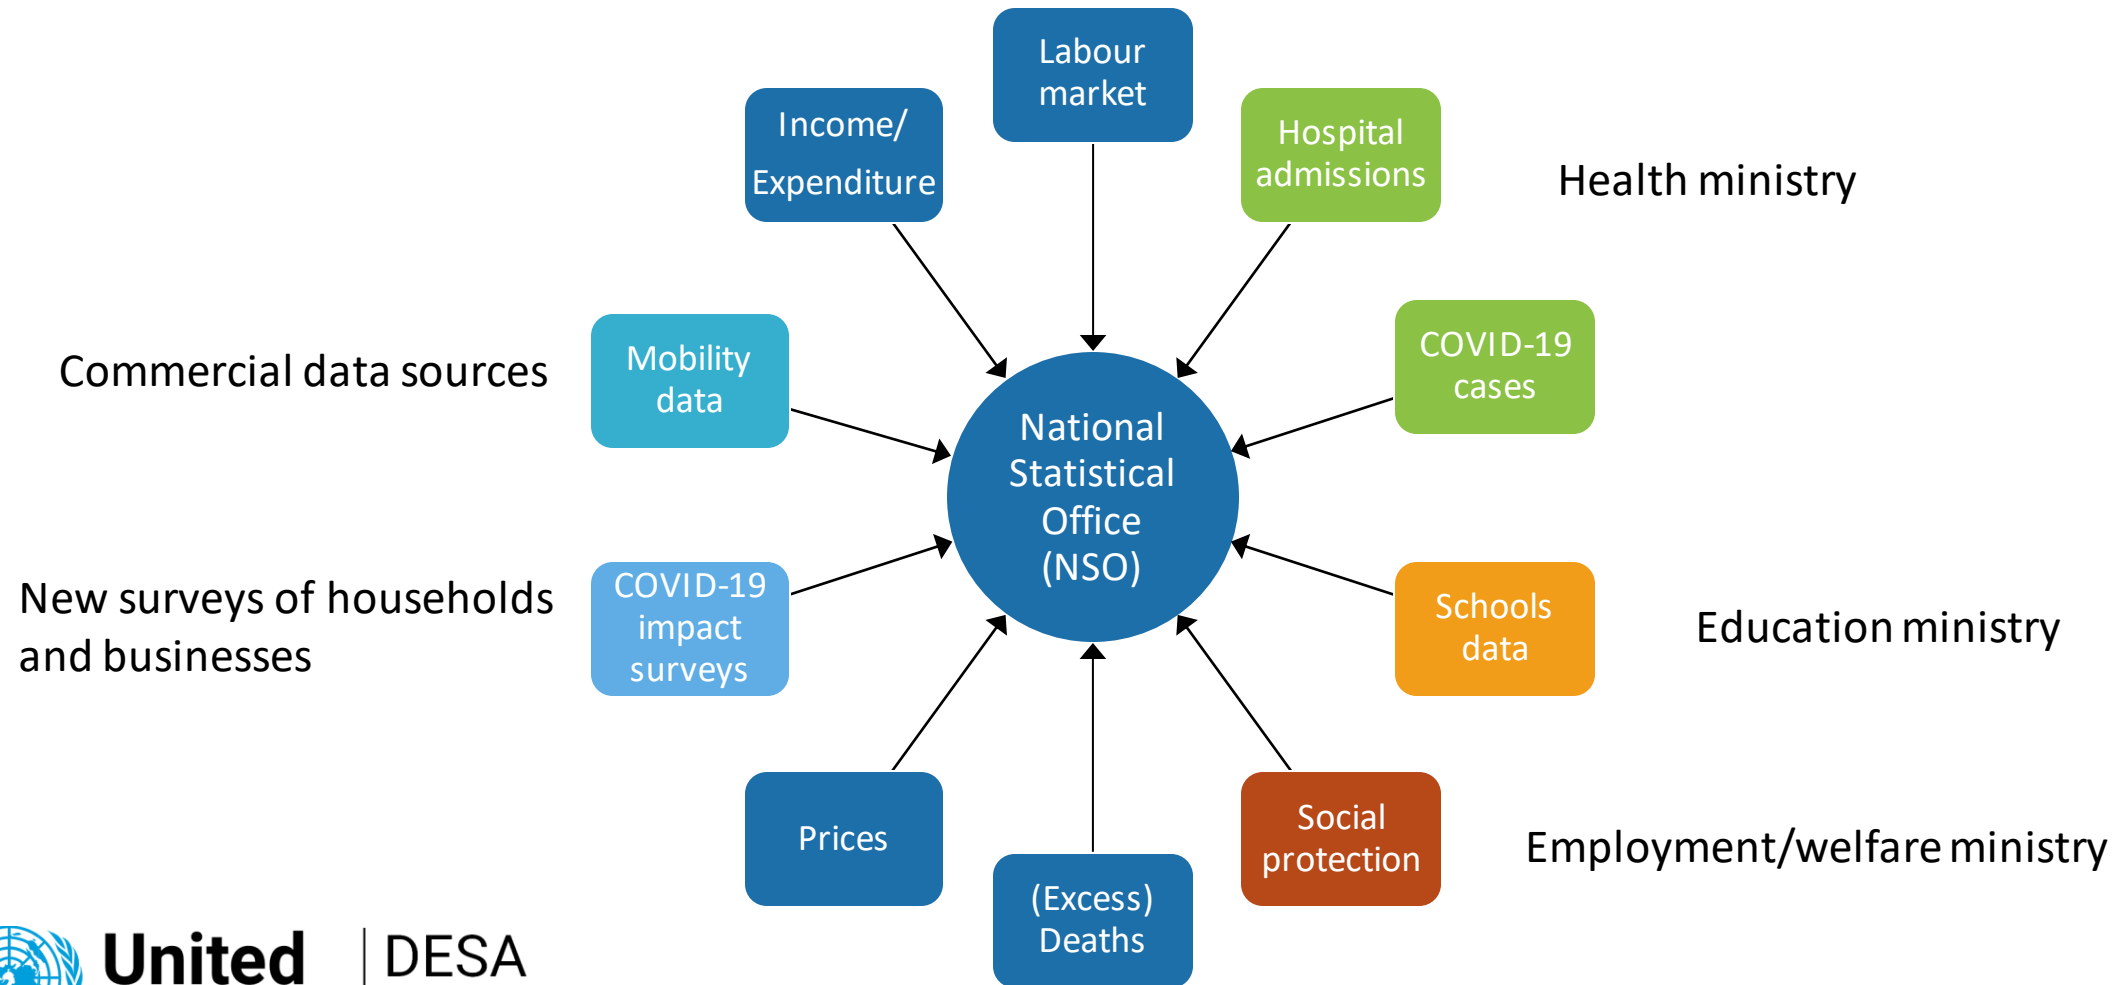 Labour
market
Income/
Expenditure
Hospital
admissions
Health ministry
Commercial data sources
Mobility
data
COVID-19
cases
National
Statistical
Office
(NSO)
New surveys of households
and businesses
COVID-19
impact
surveys
Schools
data
Education ministry
Prices
(Excess)
Deaths
Social
protection
Employment/welfare ministry
United
DESA